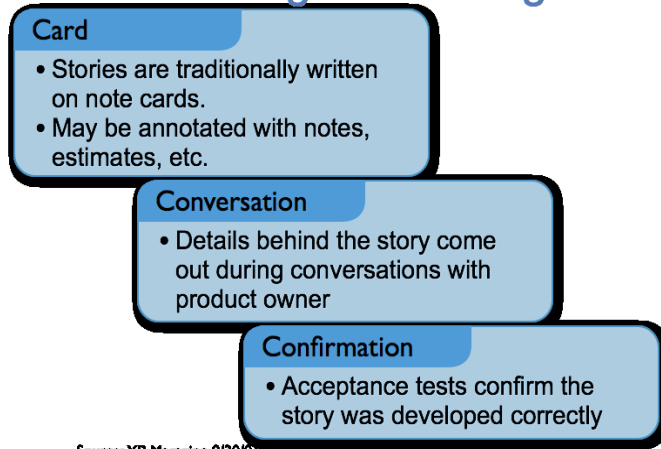 Card
• Stories are traditionally written
on note cards.
• May be annotated with notes,
estimates, etc.
Conversation
• Details behind the story come
out during conversations with
product owner
Confirmation
• Acceptance tests confirm the
story was developed correctly